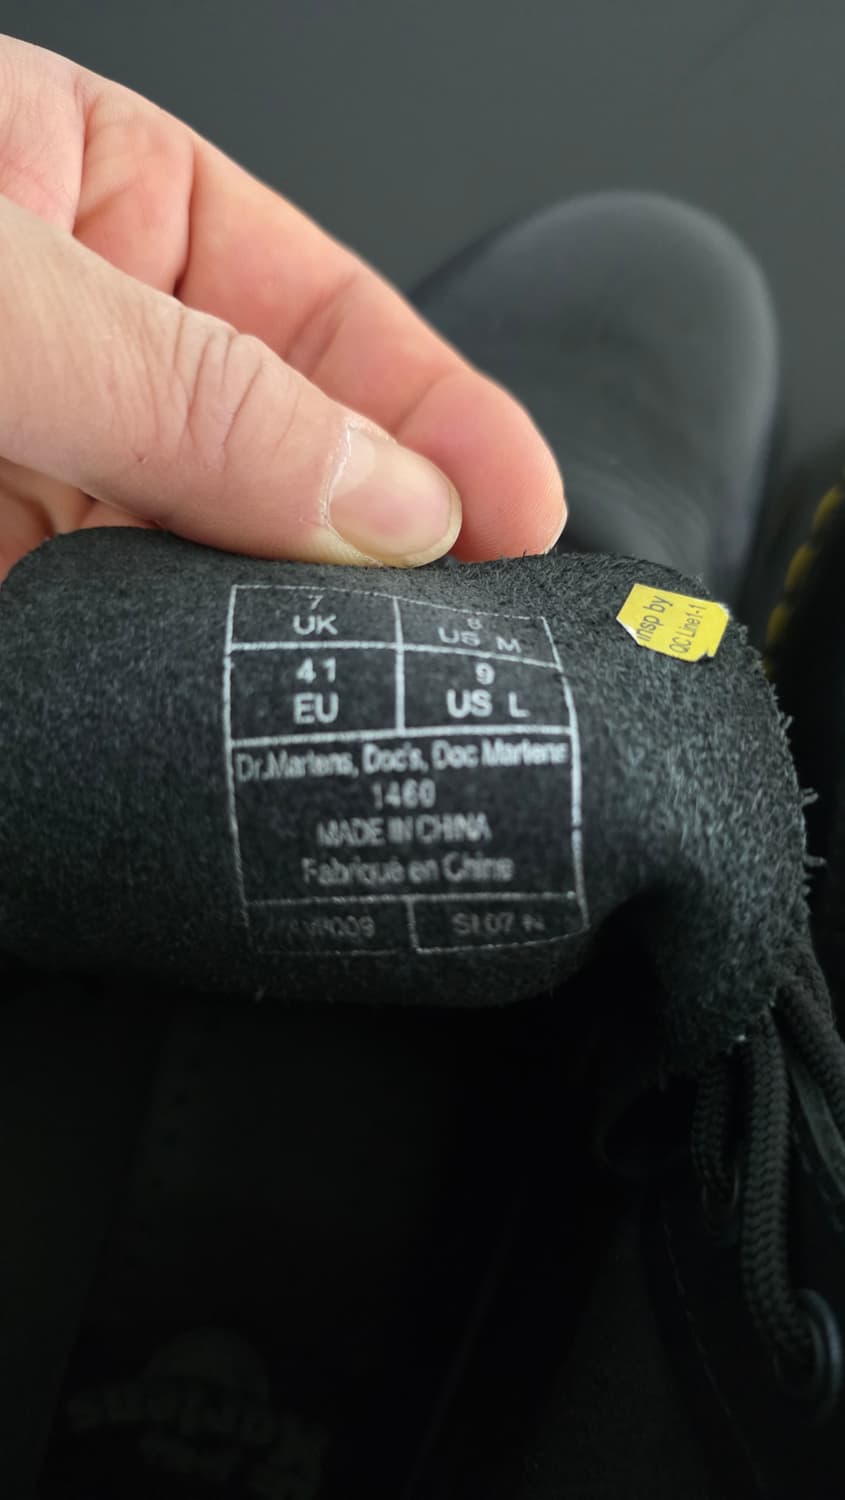 7
UK
8
US M
41
EU
9
US L
Dr.Martens, Doc's, Doc Martens
1460
MADE IN CHINA
Fabriqué en Chine
insp by
QC Line1-1